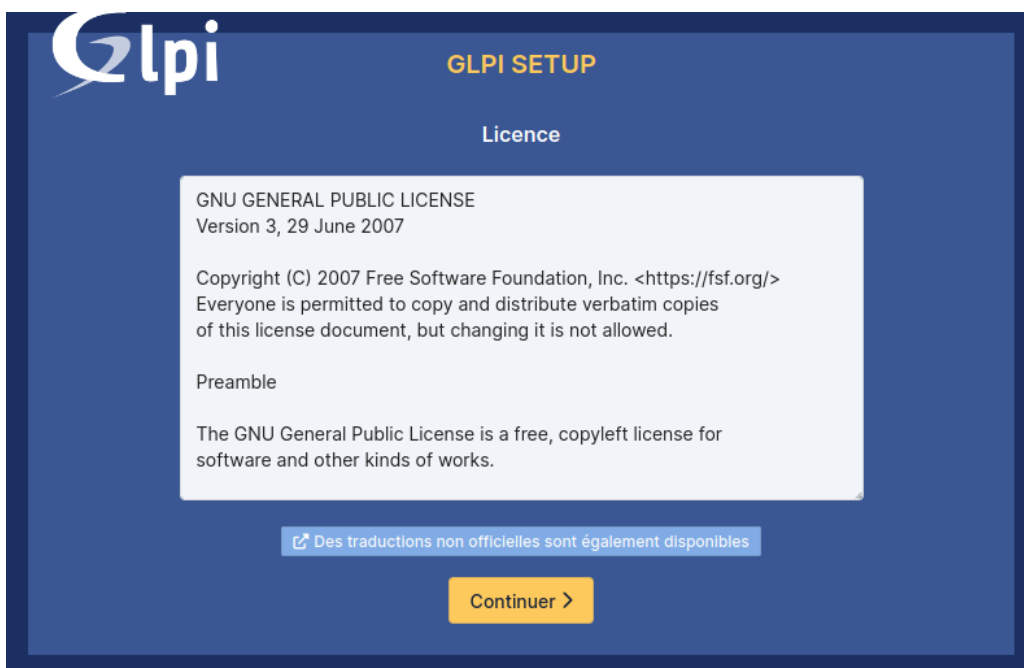 Glpi
GLPI SETUP
Licence
GNU GENERAL PUBLIC LICENSE
Version 3, 29 June 2007
Copyright (C) 2007 Free Software Foundation, Inc. <https://fsf.org/>
Everyone is permitted to copy and distribute verbatim copies
of this license document, but changing it is not allowed.
Preamble
The GNU General Public License is a free, copyleft license for
software and other kinds of works.
Des traductions non officielles sont également disponibles
Continuer